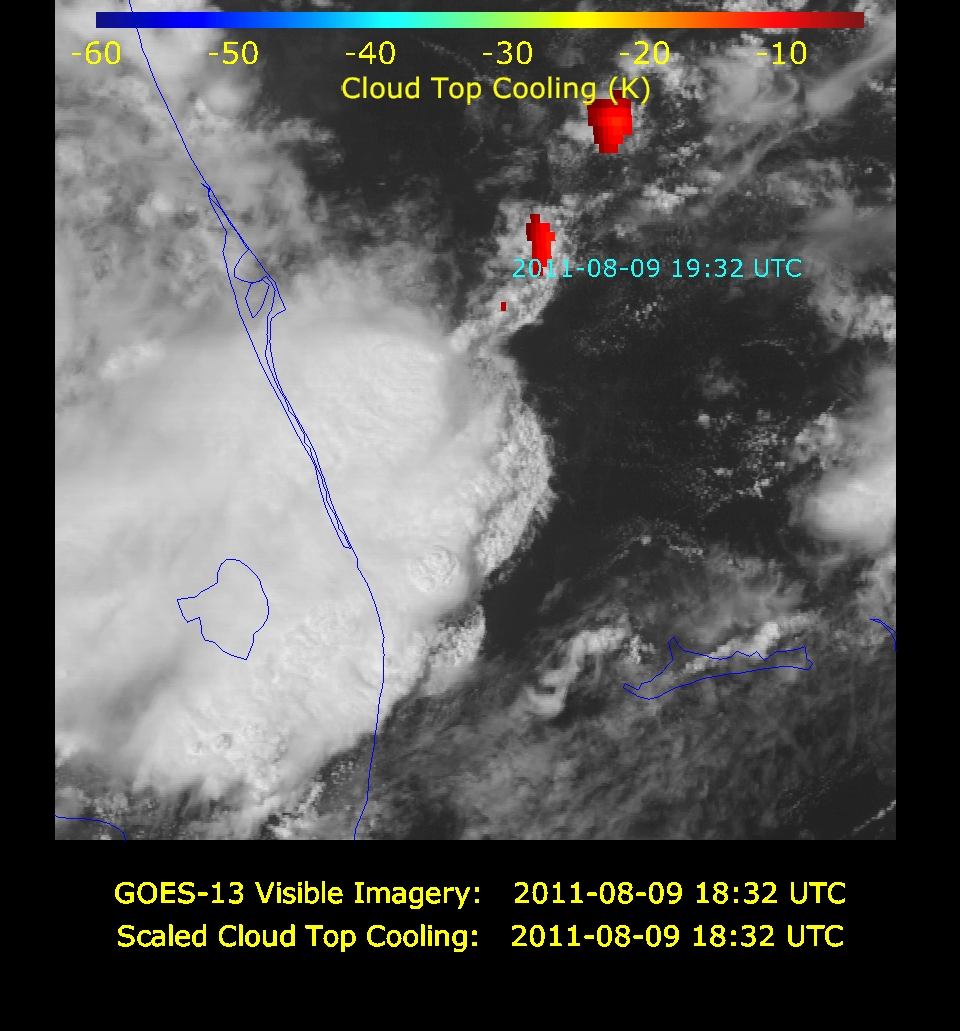 -60 -50 -40 -30 -20 -10
Cloud Top Cooling (K)
2011-08-09 19:32 UTC
GOES-13 Visible Imagery: 2011-08-09 18:32 UTC
Scaled Cloud Top Cooling: 2011-08-09 18:32 UTC